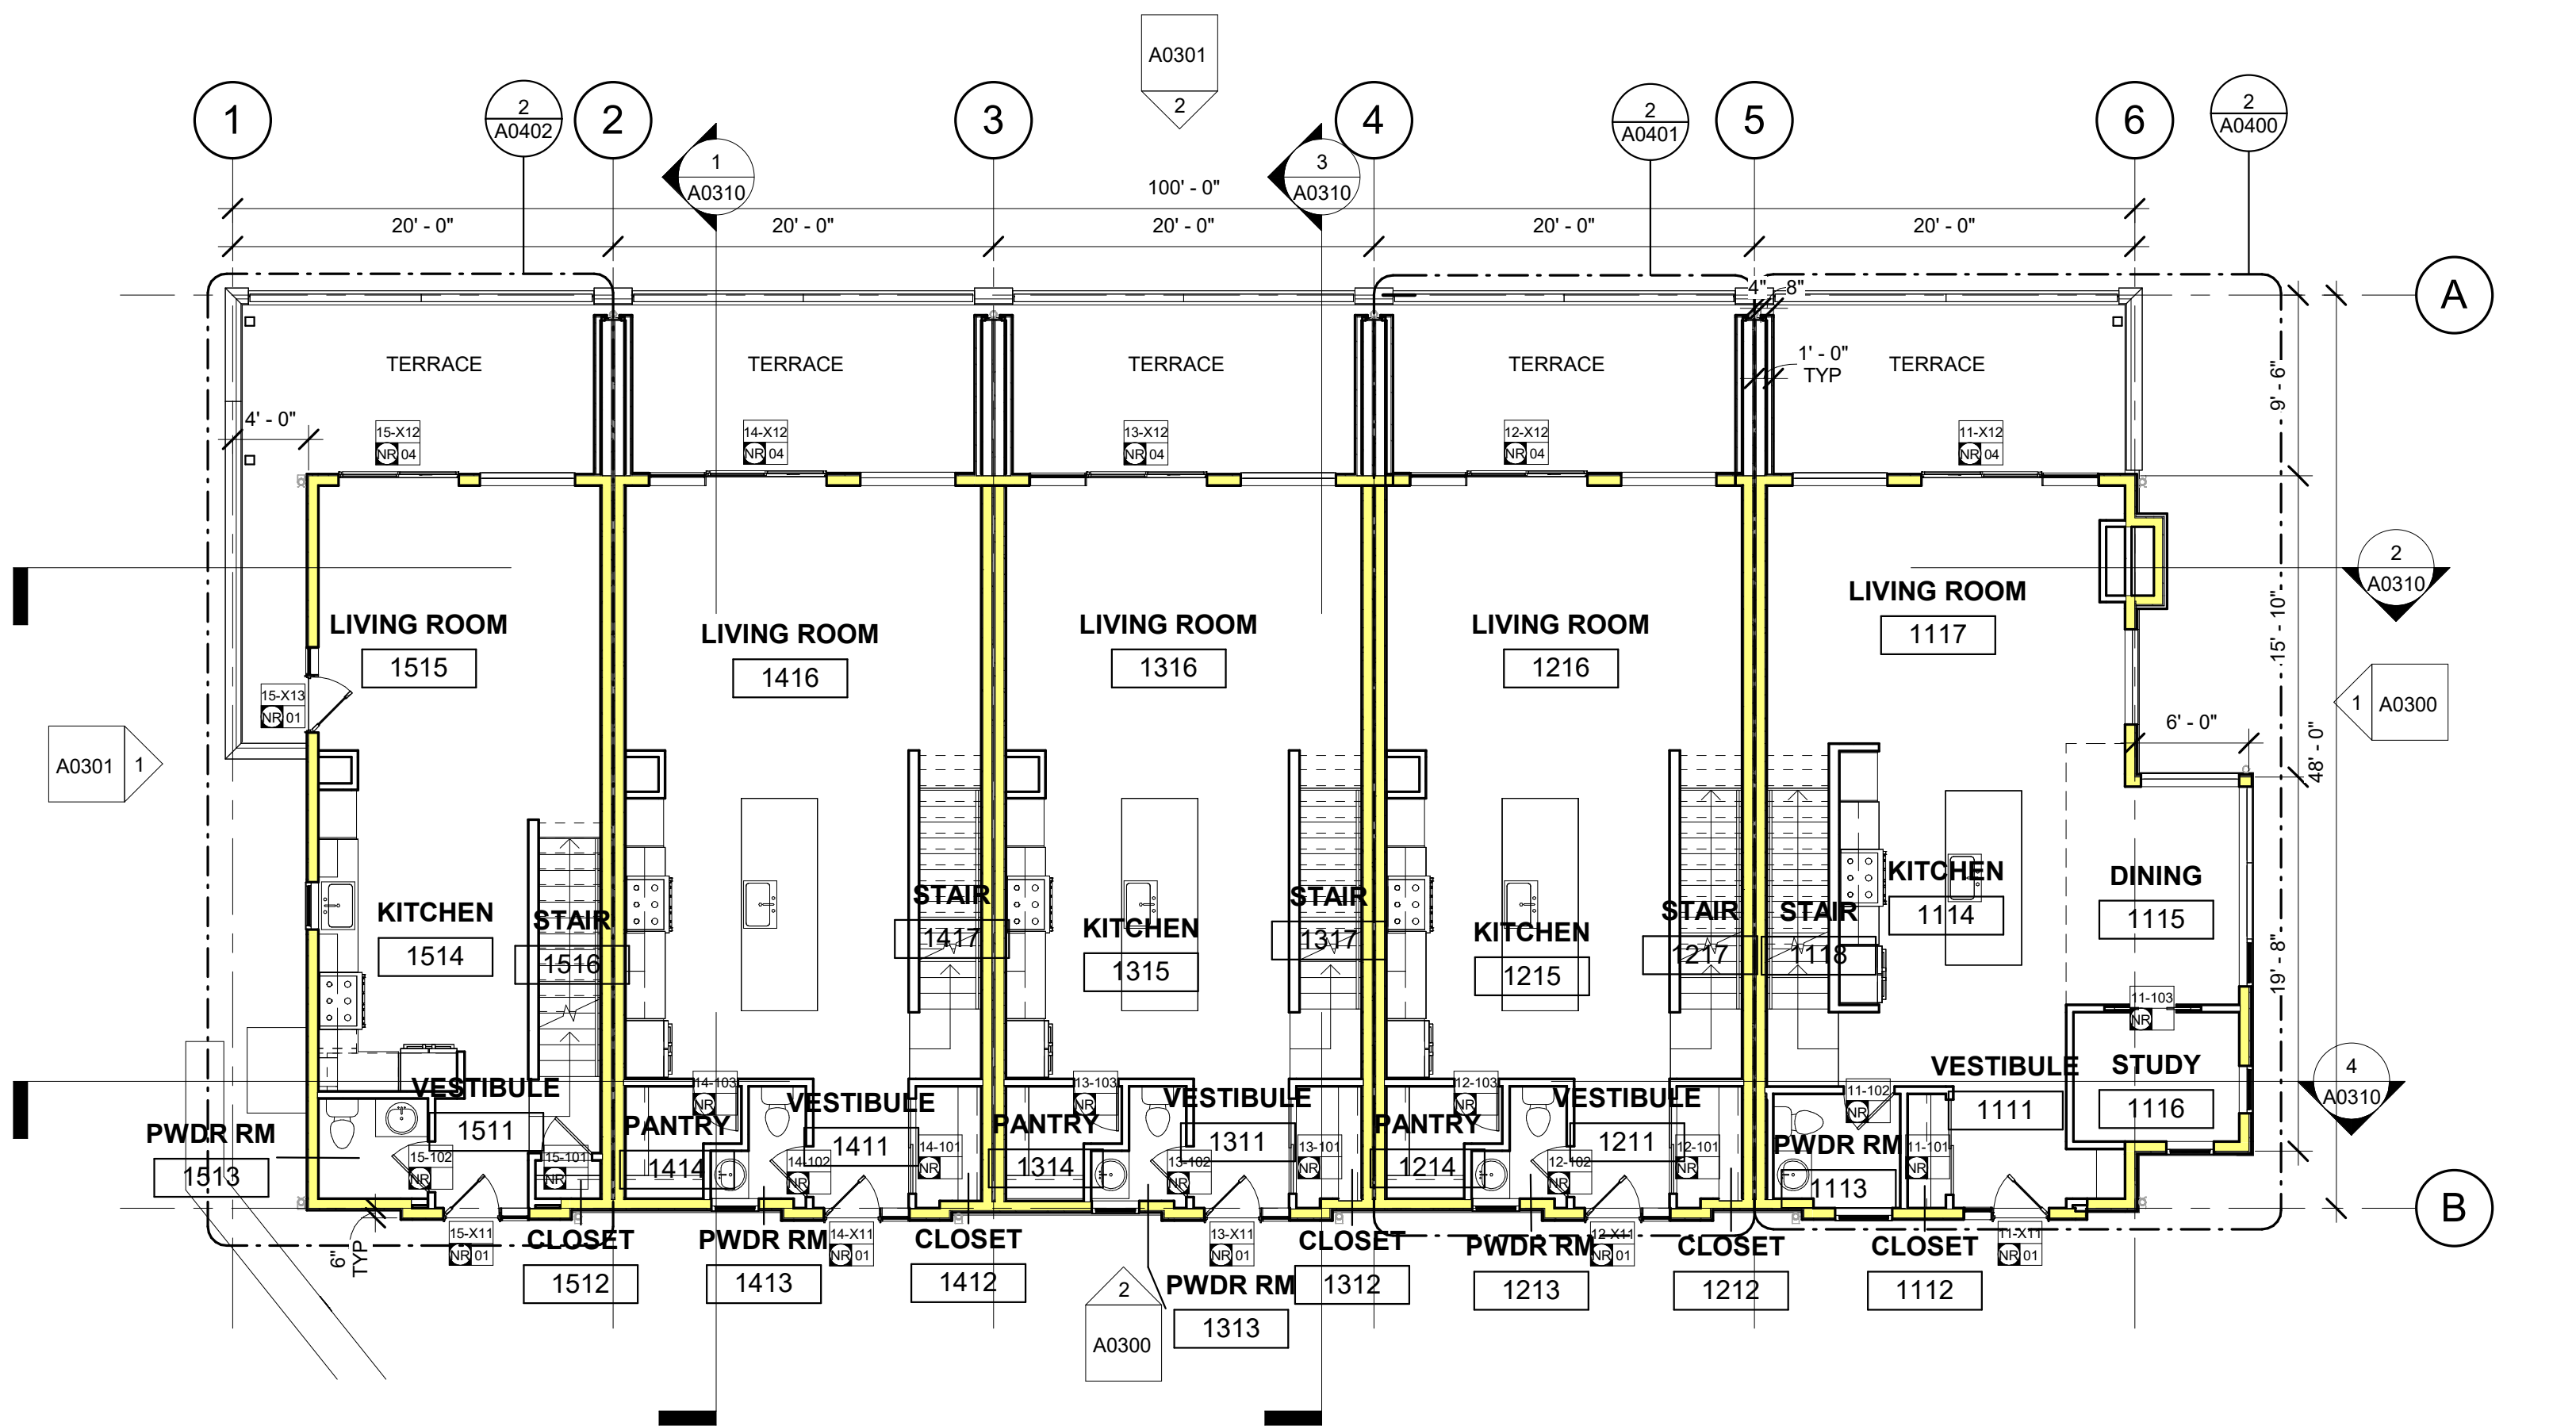 A0301
2
1
2
A0402
2
3
4
2
A0401
5
6
2
A0400
1
A0310
3
A0310
100' - 0"
20' - 0"
20' - 0"
20' - 0"
20' - 0"
20' - 0"
A
4"
8"
TERRACE
TERRACE
TERRACE
TERRACE
1' - 0"
TYP
TERRACE
9' - 6"
4' - 0"
15-X12
NR 04
14-X12
NR 04
13-X12
NR 04
12-X12
NR 04
11-X12
NR 04
2
A0310
LIVING ROOM
1515
LIVING ROOM
1416
LIVING ROOM
1316
LIVING ROOM
1216
LIVING ROOM
1117
15' - 10"
15-X13
NR 01
A0301
1
1
A0300
6' - 0"
48' - 0"
KITCHEN
1514
STAIR
1516
STAIR
1417
KITCHEN
1315
STAIR
1317
KITCHEN
1215
STAIR
1217
STAIR
1118
KITCHEN
1114
DINING
1115
19' - 8"
11-103
NR
VESTIBULE
1511
14-103
NR
VESTIBULE
1411
13-103
NR
VESTIBULE
1311
12-103
NR
VESTIBULE
1211
11-102
NR
VESTIBULE
1111
STUDY
1116
4
A0310
PWDR RM
1513
15-102
NR
15-101
NR
PANTRY
1414
14-102
NR
14-101
NR
PANTRY
1314
13-102
NR
13-101
NR
PANTRY
1214
12-102
NR
12-101
NR
PWDR RM
1113
11-101
NR
B
6"
TYP
15-X11
NR 01
CLOSET
1512
PWDR RM
1413
14-X11
NR 01
CLOSET
1412
2
A0300
13-X11
NR 01
PWDR RM
1313
CLOSET
1312
PWDR RM
1213
12-X11
NR 01
CLOSET
1212
CLOSET
1112
11-X11
NR 01